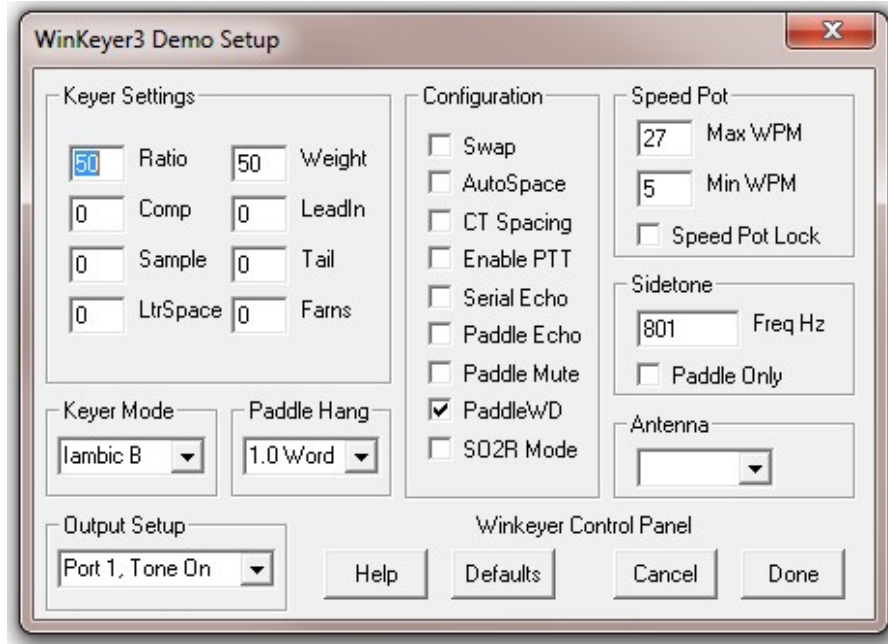 WinKeyer3 Demo Setup
Keyer Settings
50 Ratio 50 Weight
0 Comp 0 LeadIn
0 Sample 0 Tail
0 LtrSpace 0 Farns
Keyer Mode
Iambic B
Paddle Hang
1.0 Word
Output Setup
Port 1, Tone On
Configuration
Swap
AutoSpace
CT Spacing
Enable PTT
Serial Echo
Paddle Echo
Paddle Mute
PaddleWD
SO2R Mode
Speed Pot
27 Max WPM
5 Min WPM
Speed Pot Lock
Sidetone
801 Freq Hz
Paddle Only
Antenna
Winkeyer Control Panel
Help Defaults Cancel Done